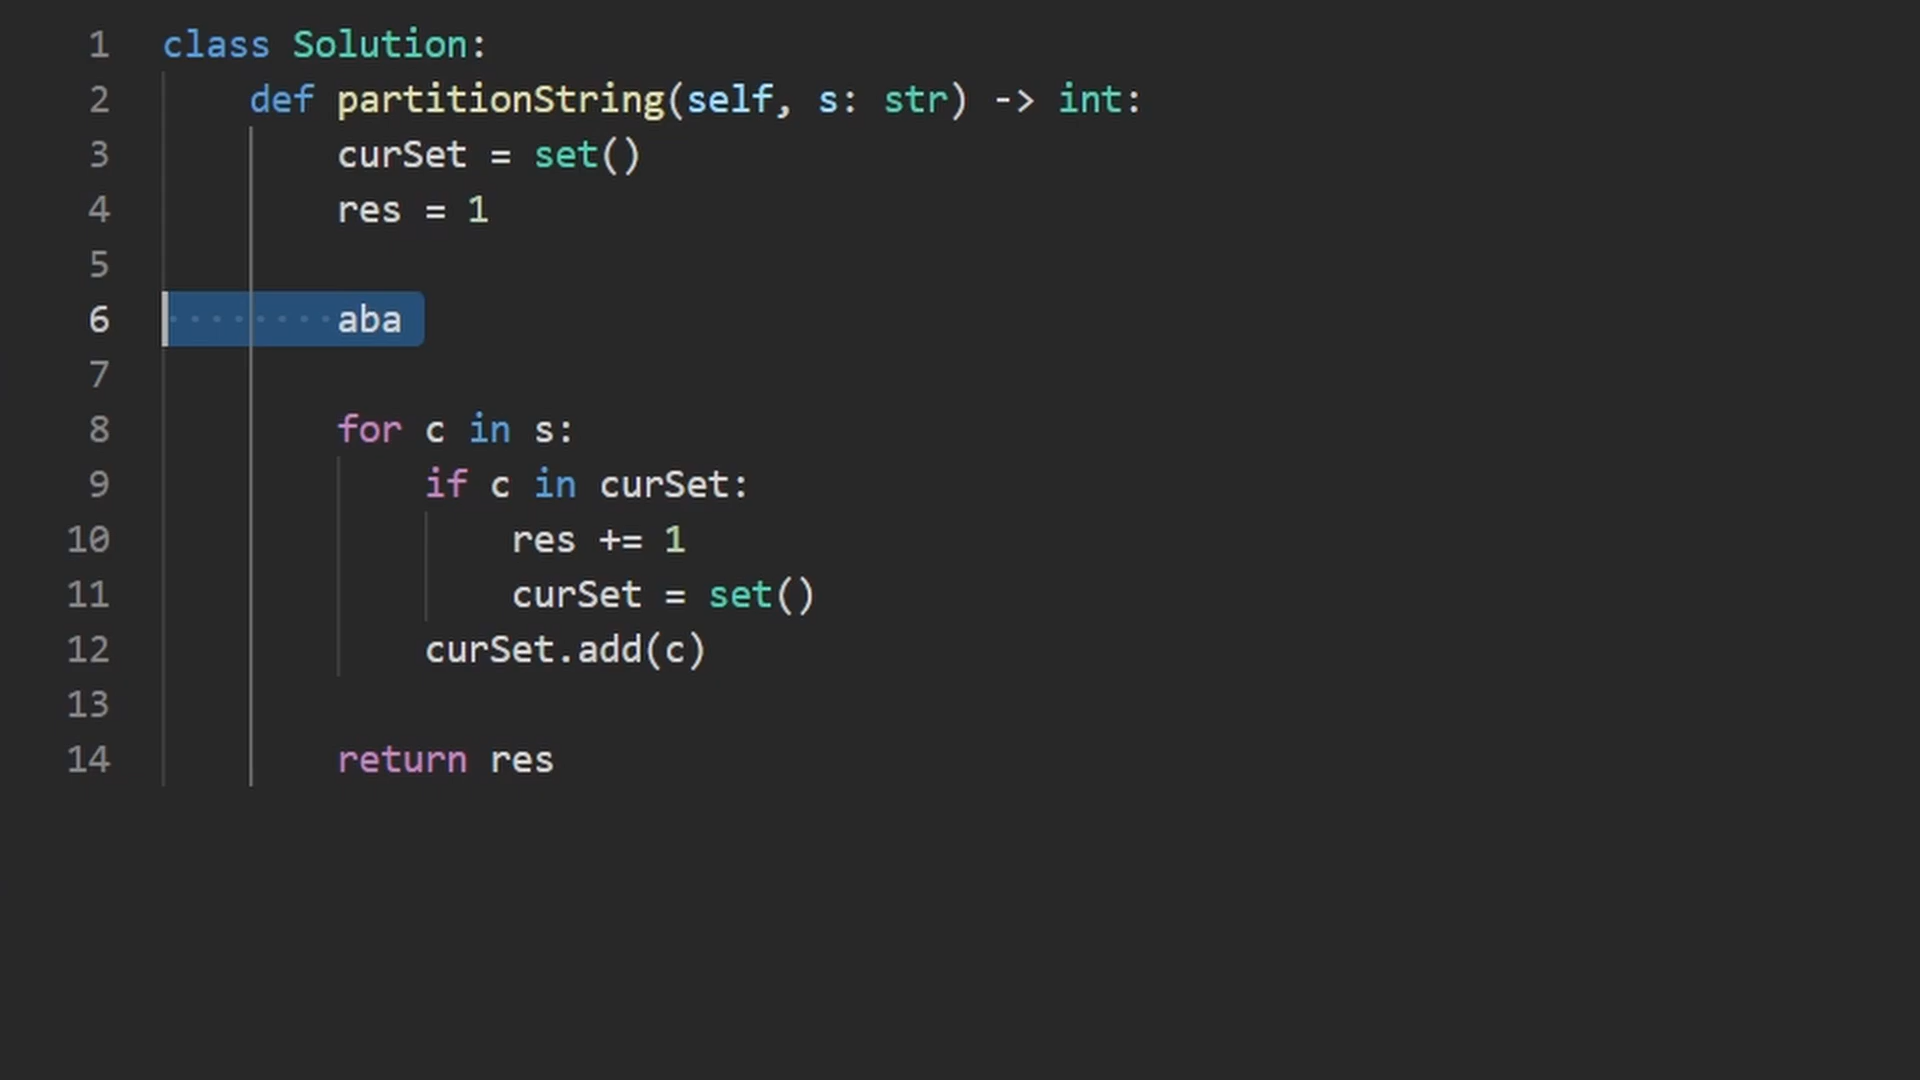 1 class Solution:
2     def partitionString(self, s: str) -> int:
3         curSet = set()
4         res = 1
5
6         aba
7
8         for c in s:
9             if c in curSet:
10                 res += 1
11                 curSet = set()
12             curSet.add(c)
13
14         return res